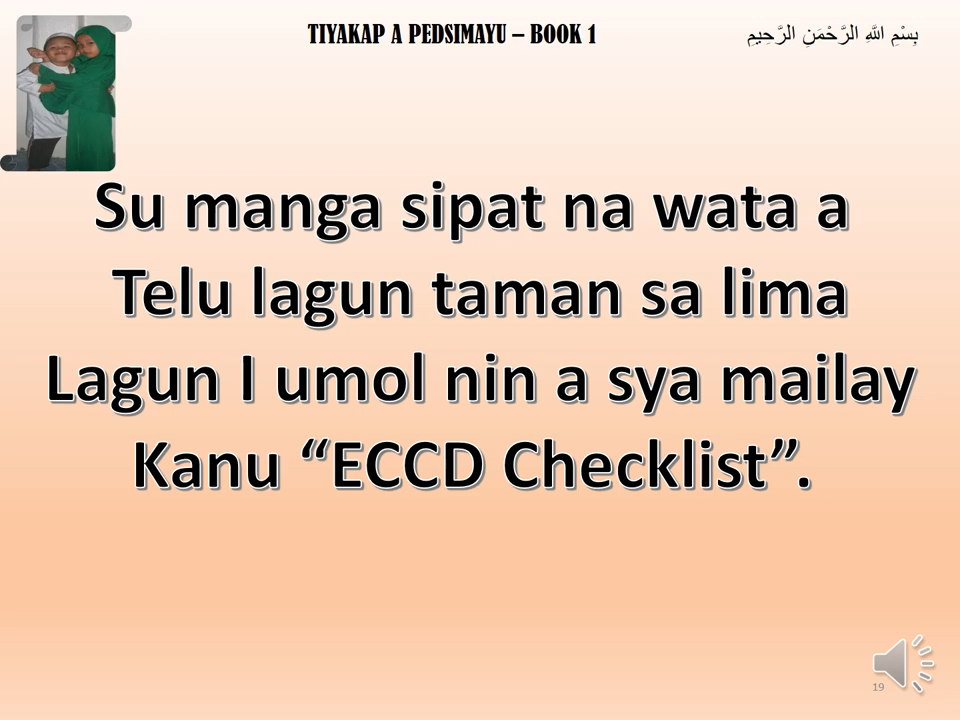 TIYAKAP A PEDSIMAYU – BOOK 1
بِسْمِ اللَّهِ الرَّحْمَنِ الرَّحِيمِ
Su manga sipat na wata a
Telu lagun taman sa lima
Lagun I umol nin a sya mailay
Kanu “ECCD Checklist”.
19